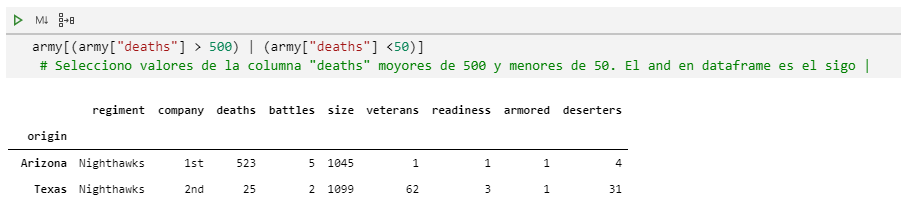 M↓
army[(army["deaths"] > 500) | (army["deaths"] <50)]
# Selecciono valores de la columna "deaths" moyores de 500 y menores de 50. El and en dataframe es el sigo |
regiment company deaths battles size veterans readiness armored deserters
origin
Arizona Nighthawks 1st 523 5 1045 1 1 1 4
Texas Nighthawks 2nd 25 2 1099 62 3 1 31